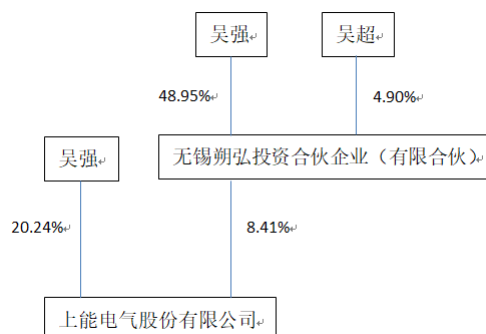 吴强
吴超
48.95%
4.90%
吴强
无锡朔弘投资合伙企业（有限合伙）
20.24%
8.41%
上能电气股份有限公司